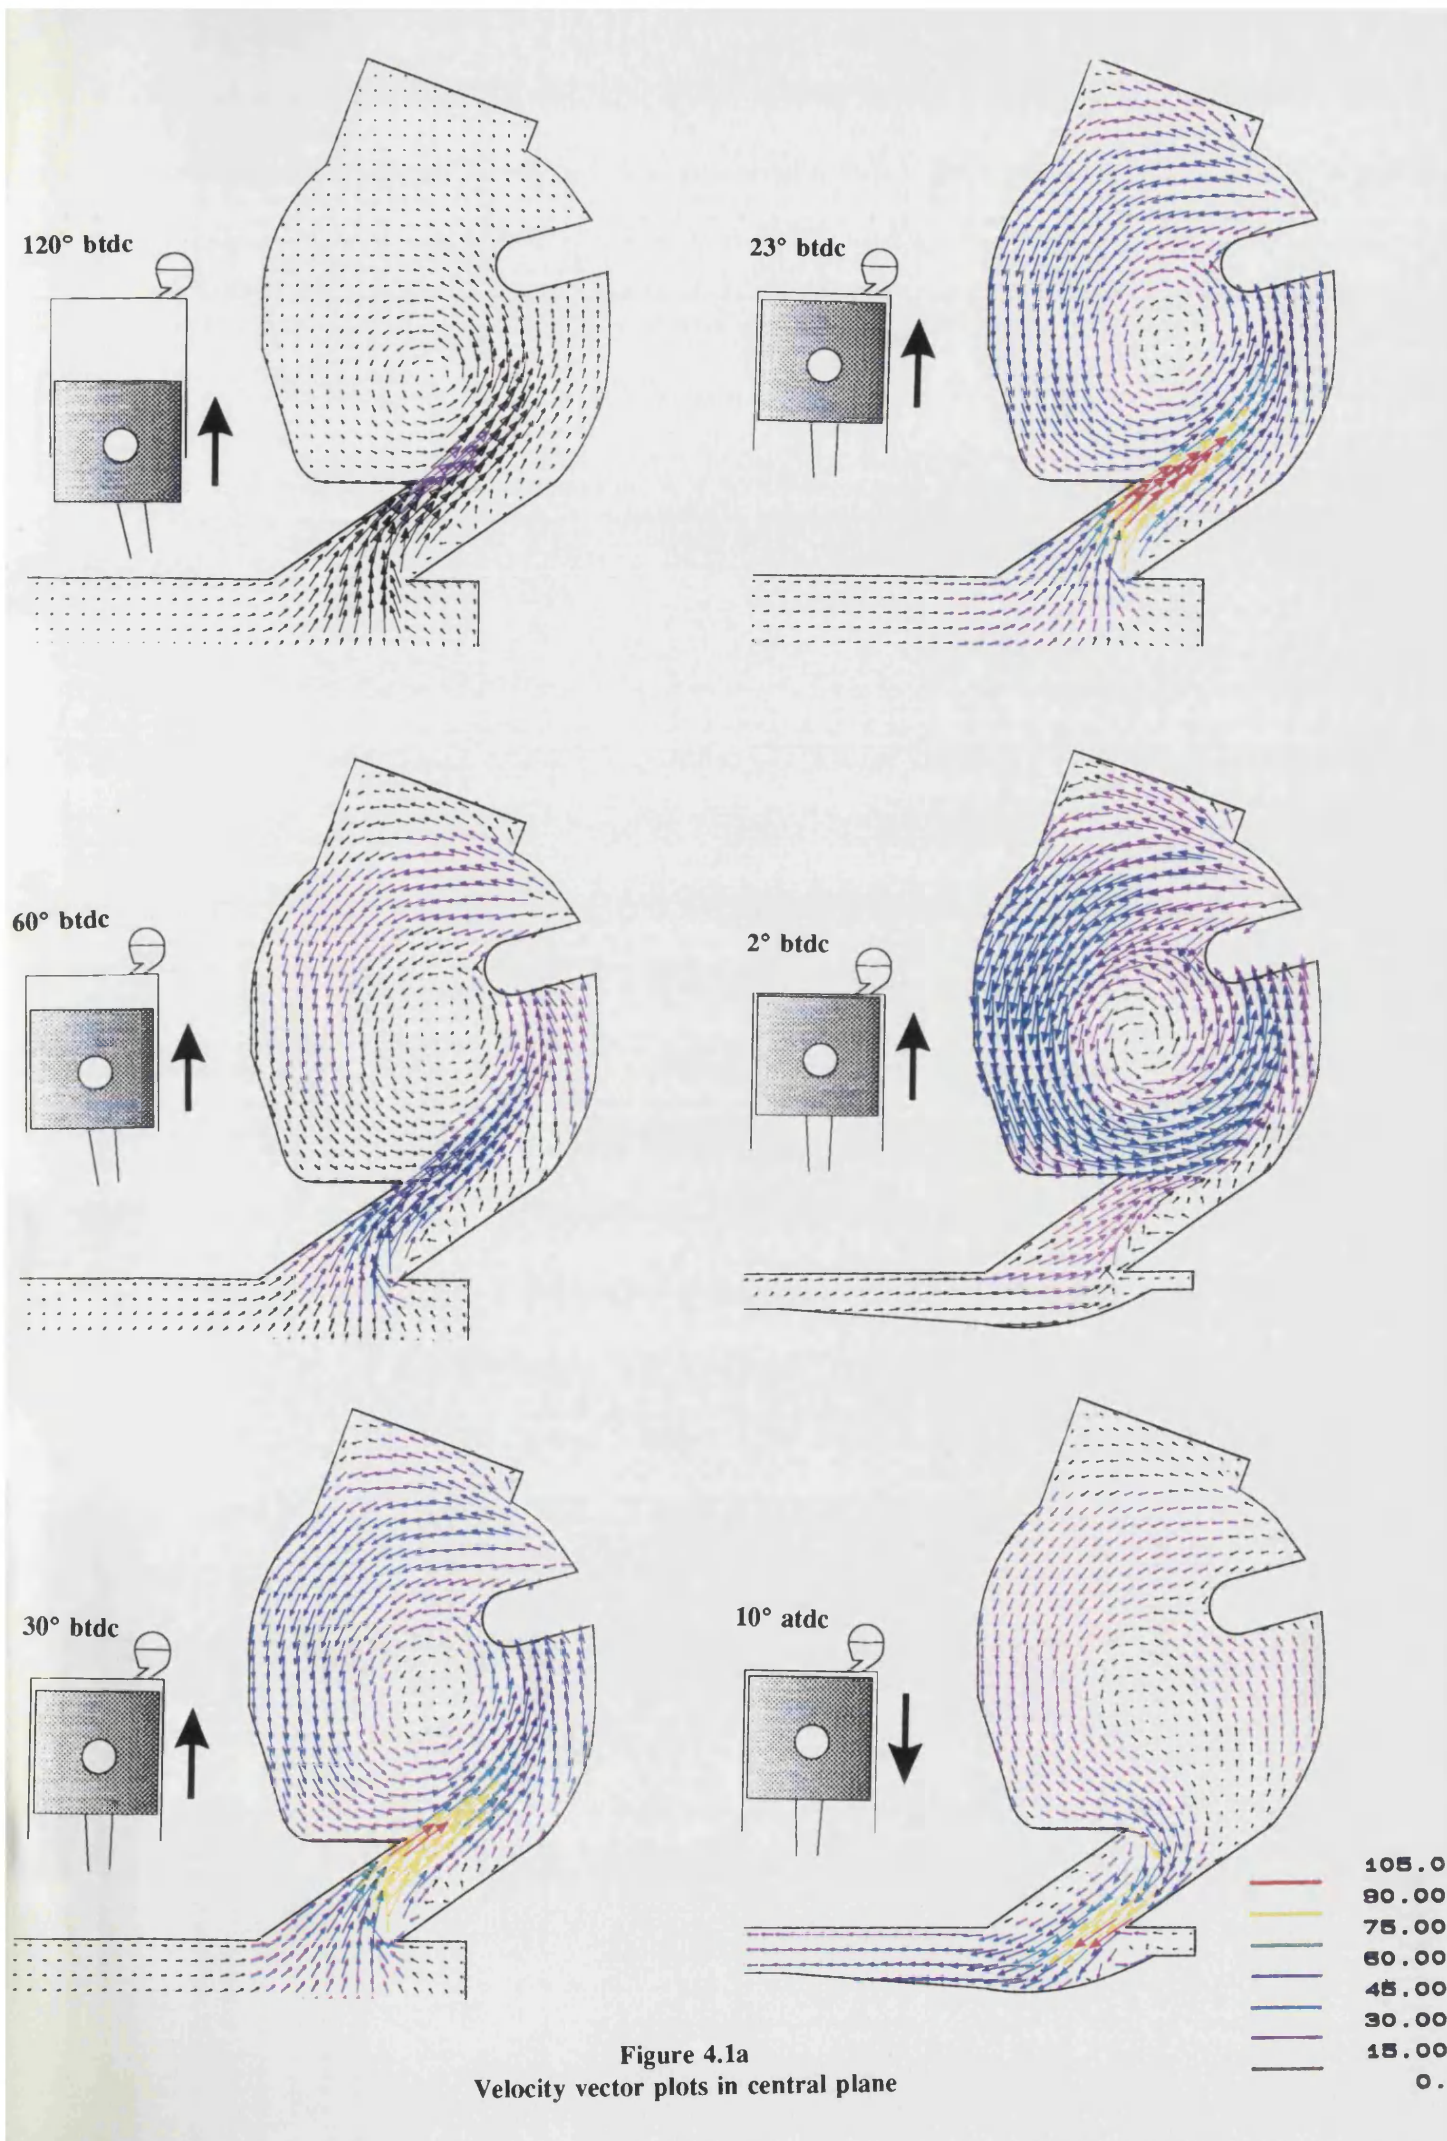 120° btdc
23° btdc
60° btdc
2° btdc
30° btdc
10° atdc
105.0
90.00
75.00
60.00
45.00
30.00
15.00
0.
Figure 4.1a
Velocity vector plots in central plane